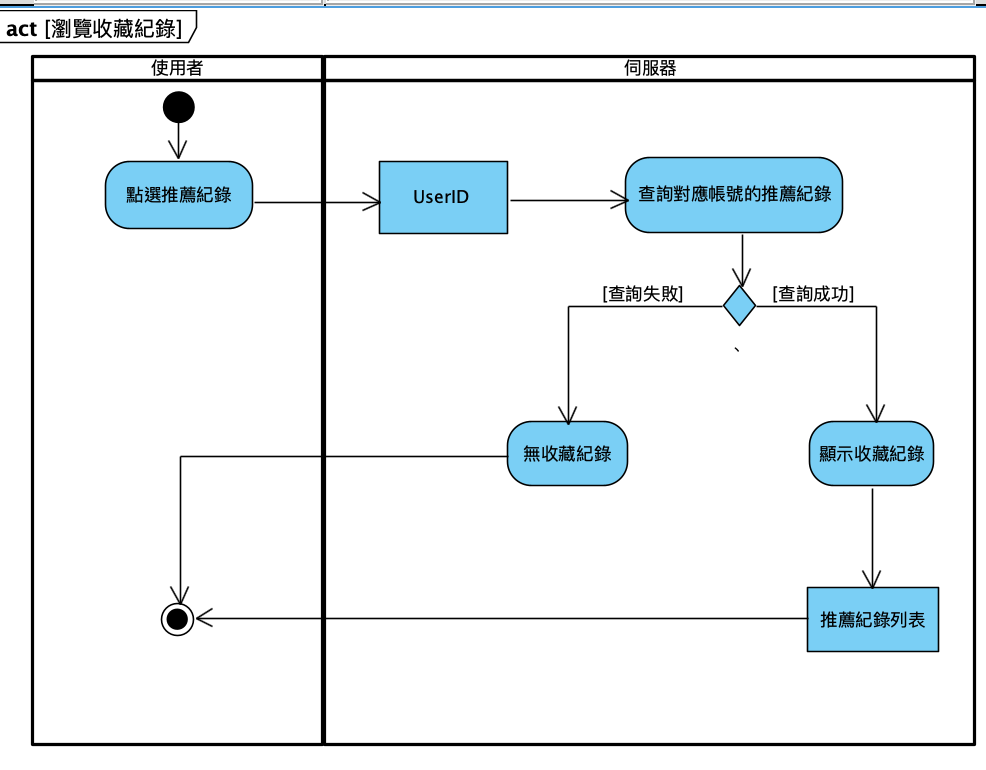 act [瀏覽收藏紀錄]
使用者
伺服器
點選推薦紀錄
UserID
查詢對應帳號的推薦紀錄
[查詢失敗]
[查詢成功]
、
無收藏紀錄
顯示收藏紀錄
推薦紀錄列表